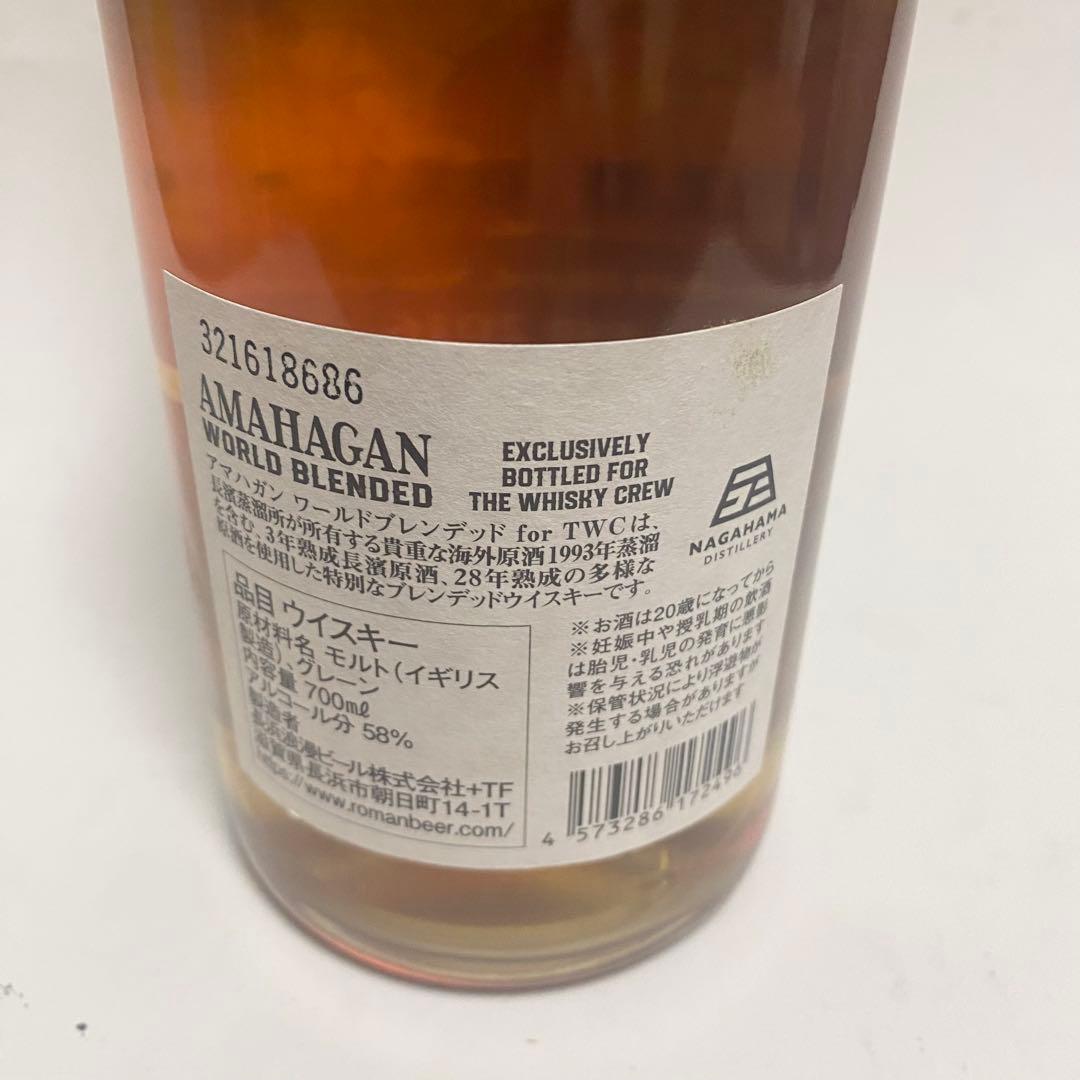 321618686
AMAHAGAN
WORLD BLENDED
EXCLUSIVELY
BOTTLED FOR
THE WHISKY CREW
NAGAHAMA
DISTILLERY
アマハガン ワールドブレンデッド for TWCは、
長濱蒸溜所が所有する貴重な海外原酒1993年蒸溜
を含む、3年熟成長濱原酒、28年熟成の多様な
原酒を使用した特別なブレンデッドウイスキーです。
品目 ウイスキー
原材料名 モルト(イギリス
製造)、グレーン
内容量 700mℓ
アルコール分 58%
製造者
長浜浪漫ビール株式会社+TF
滋賀県長浜市朝日町14-1T
https://www.romanbeer.com/
※お酒は20歳になってから
※妊娠中や授乳期の飲酒
は胎児・乳児の発育に悪影
響を与える恐れがあります
※保管状況により浮遊物が
発生する場合がありますが
お召し上がりいただけます
4 573286 172496